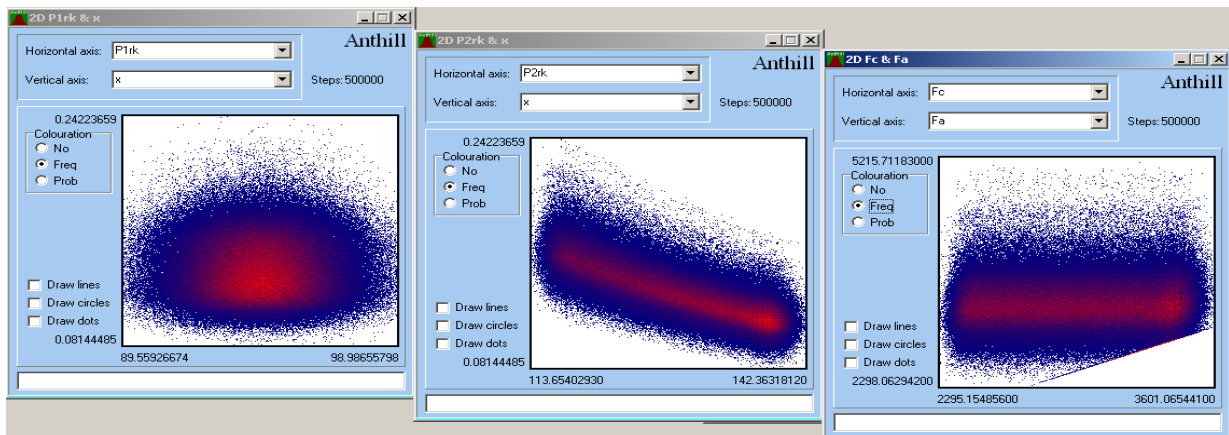 2D P1rk & x
Anthill
Horizontal axis: P1rk
Vertical axis: x
Steps: 500000
0.24223659
Colouration
No
Freq
Prob
Draw lines
Draw circles
Draw dots
0.08144485
89.55926674 98.98655798
2D P2rk & x
Anthill
Horizontal axis: P2rk
Vertical axis: x
Steps: 500000
0.24223659
Colouration
No
Freq
Prob
Draw lines
Draw circles
Draw dots
0.08144485
113.65402930 142.36318120
2D Fc & Fa
Anthill
Horizontal axis: Fc
Vertical axis: Fa
Steps: 500000
5215.71183000
Colouration
No
Freq
Prob
Draw lines
Draw circles
Draw dots
2298.06294200
2295.15485600 3601.06544100